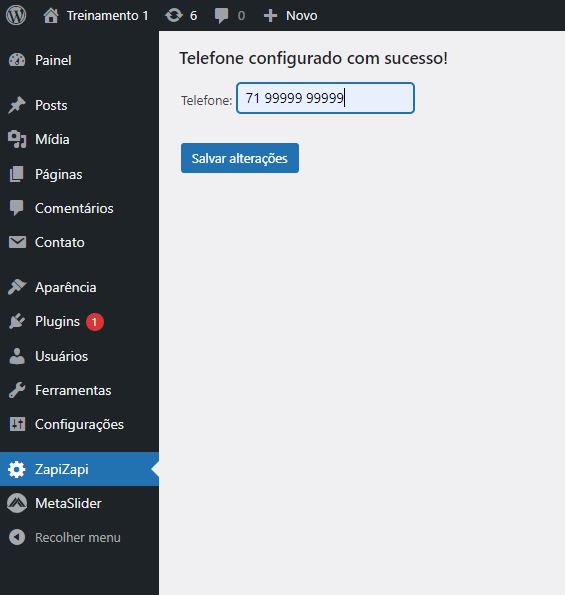 Treinamento 1 6 0 Novo
Painel
Posts
Mídia
Páginas
Comentários
Contato
Aparência
Plugins 1
Usuários
Ferramentas
Configurações
ZapiZapi
MetaSlider
Recolher menu
Telefone configurado com sucesso!
Telefone: 71 99999 99999
Salvar alterações